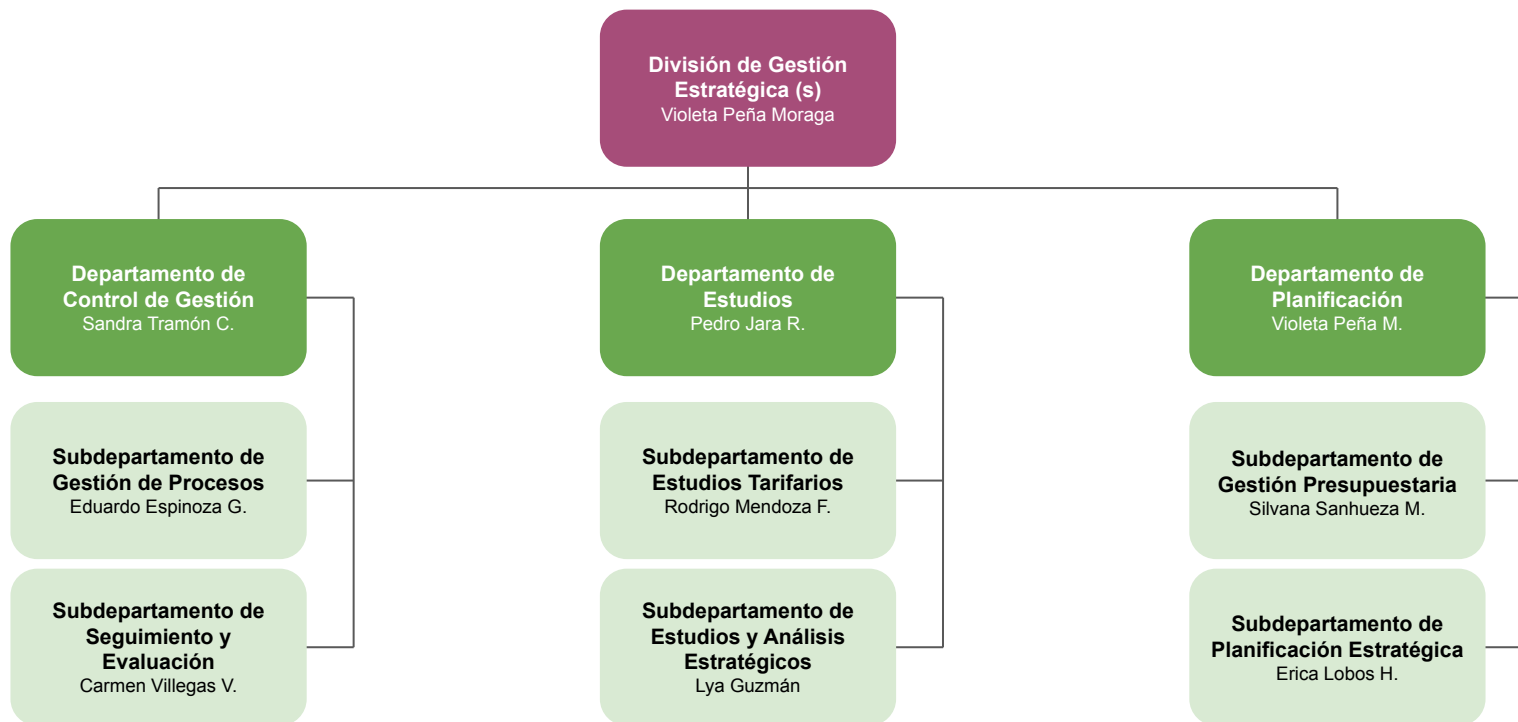 División de Gestión
Estratégica (s)
Violeta Peña Moraga
Departamento de
Control de Gestión
Sandra Tramón C.
Departamento de
Estudios
Pedro Jara R.
Departamento de
Planificación
Violeta Peña M.
Subdepartamento de
Gestión de Procesos
Eduardo Espinoza G.
Subdepartamento de
Estudios Tarifarios
Rodrigo Mendoza F.
Subdepartamento de
Gestión Presupuestaria
Silvana Sanhueza M.
Subdepartamento de
Seguimiento y
Evaluación
Carmen Villegas V.
Subdepartamento de
Estudios y Análisis
Estratégicos
Lya Guzmán
Subdepartamento de
Planificación Estratégica
Erica Lobos H.